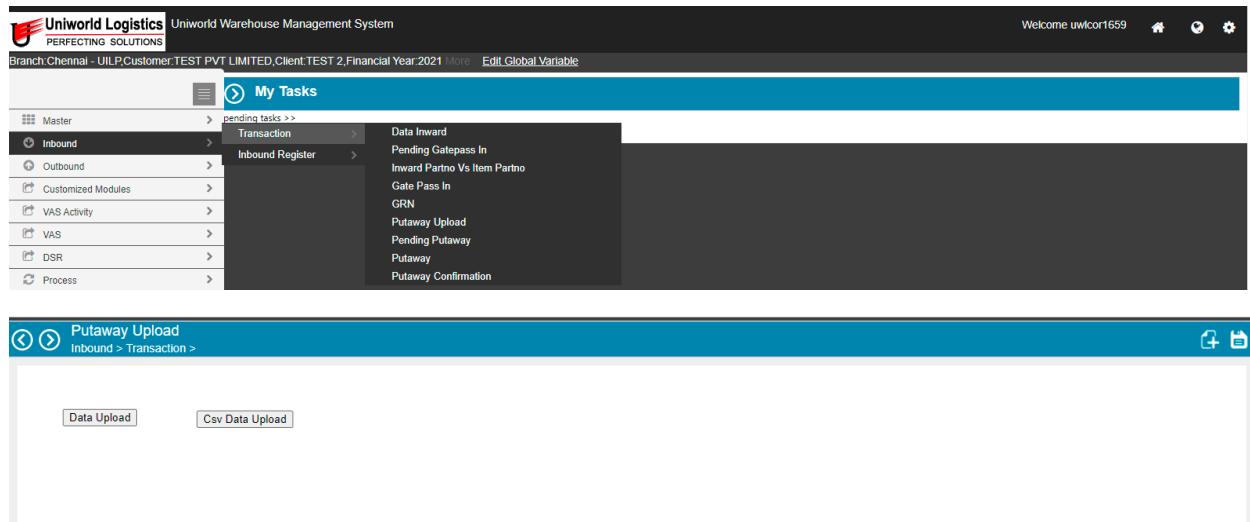 Uniworld Logistics
PERFECTING SOLUTIONS
Uniworld Warehouse Management System
Welcome uwlcor1659
Branch:Chennai - UILP,Customer:TEST PVT LIMITED,Client:TEST 2,Financial Year:2021 More Edit Global Variable
My Tasks
pending tasks >>
Master
Inbound
Outbound
Customized Modules
VAS Activity
VAS
DSR
Process
Transaction
Inbound Register
Data Inward
Pending Gatepass In
Inward Partno Vs Item Partno
Gate Pass In
GRN
Putaway Upload
Pending Putaway
Putaway
Putaway Confirmation
Putaway Upload
Inbound > Transaction >
Data Upload
Csv Data Upload